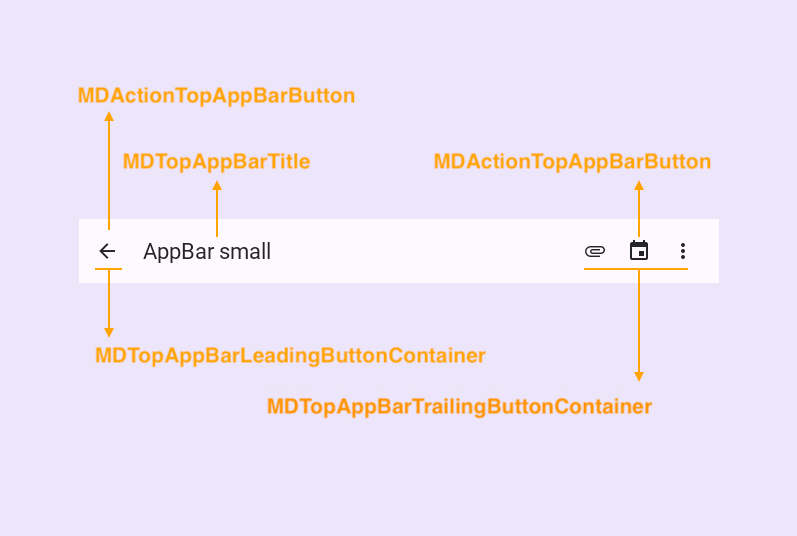 MDActionTopAppBarButton
MDTopAppBarTitle
MDActionTopAppBarButton
AppBar small
MDTopAppBarLeadingButtonContainer
MDTopAppBarTrailingButtonContainer